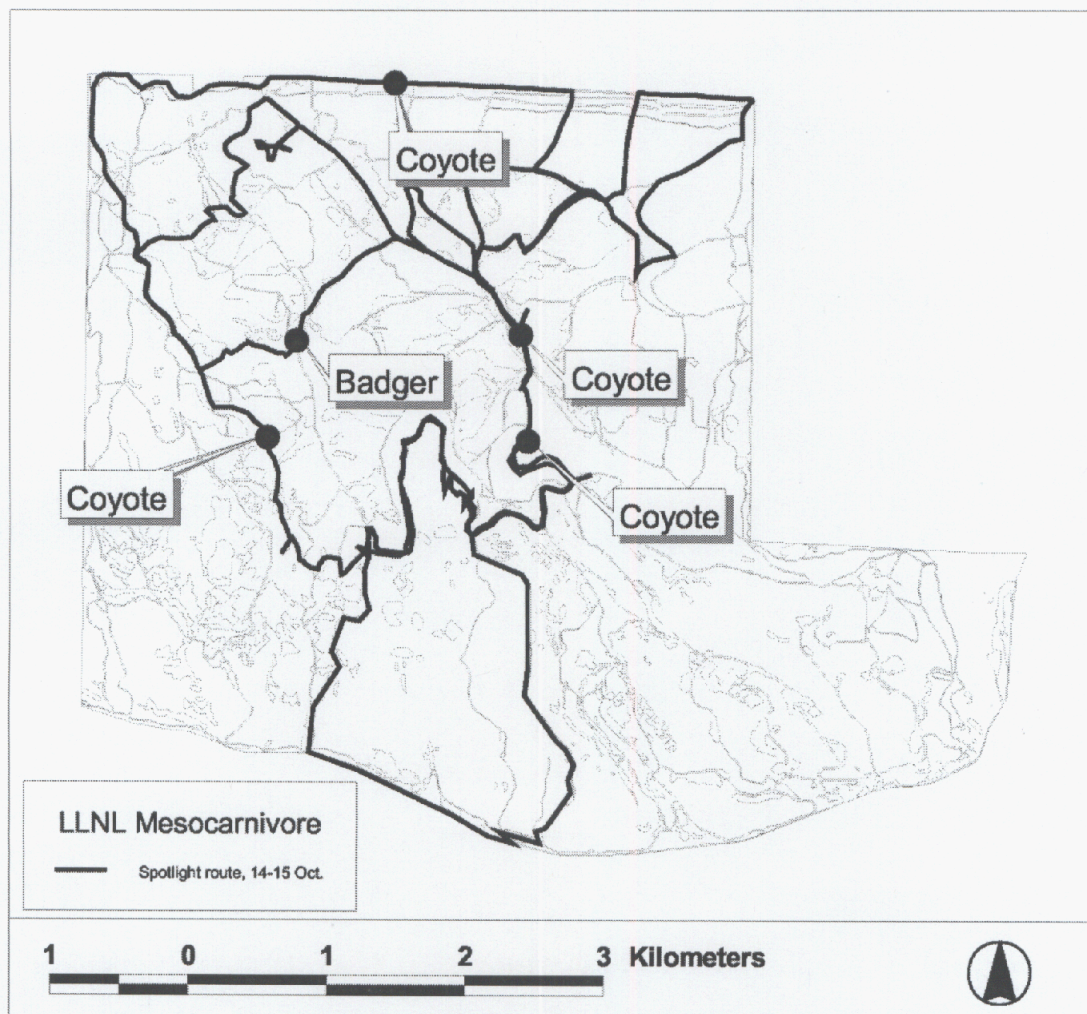 Coyote
Badger
Coyote
Coyote
Coyote
LLNL Mesocarnivore
Spotlight route, 14-15 Oct.
1 0 1 2 3 Kilometers